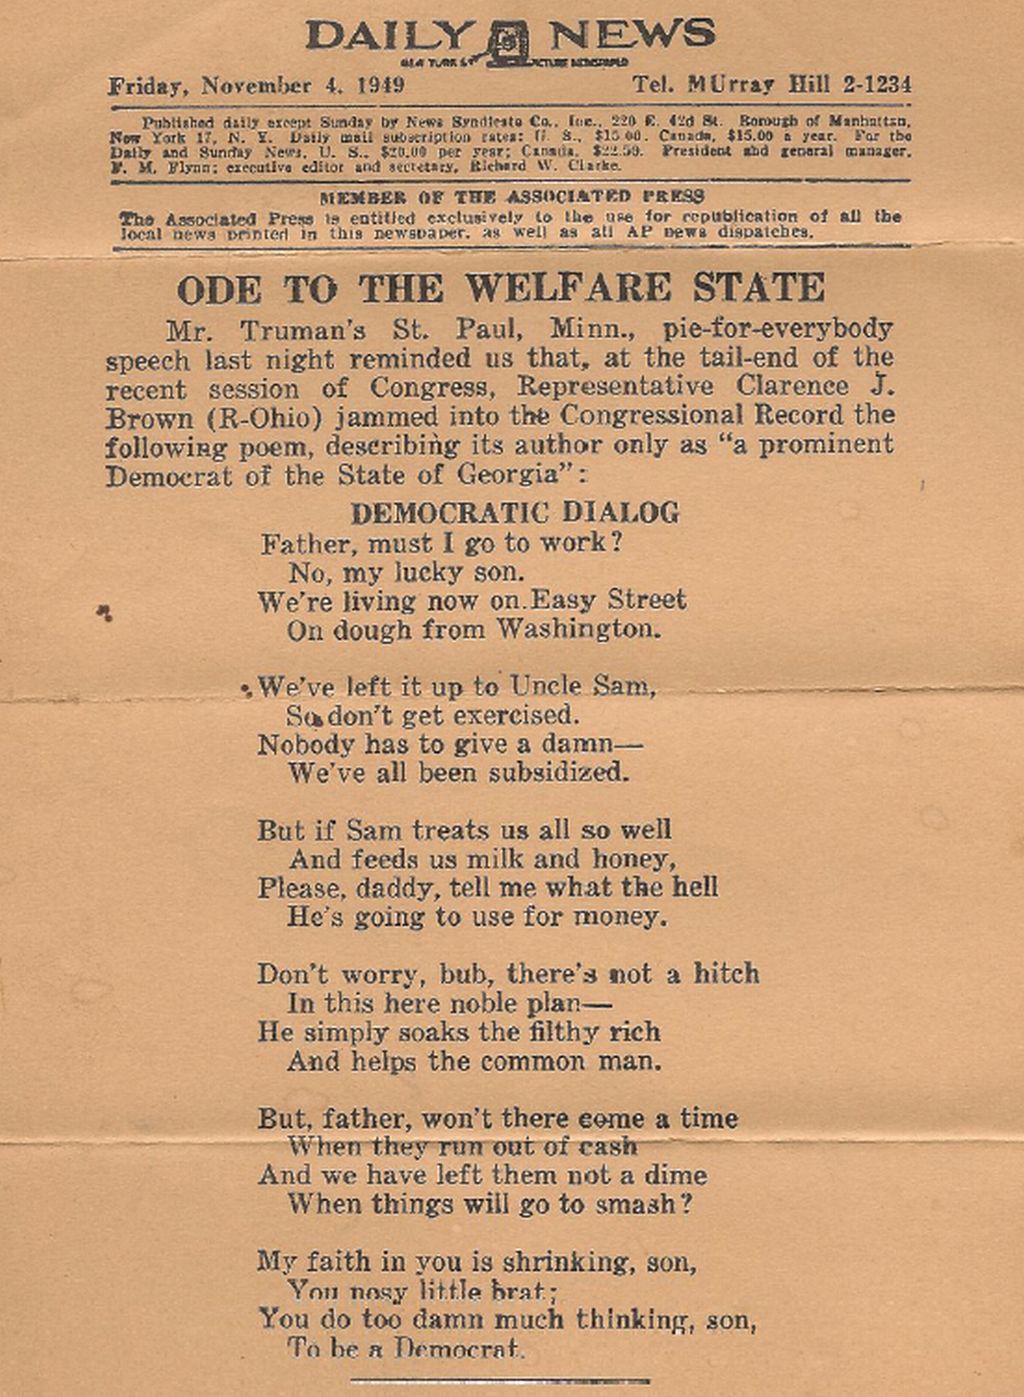 DAILY NEWS
NEW YORK'S PICTURE NEWSPAPER
Friday, November 4, 1949 Tel. MUrray Hill 2-1234
Published daily except Sunday by News Syndicate Co., Inc., 220 E. 42d St. Borough of Manhattan,
New York 17, N. Y. Daily mail subscription rates: U. S., $15.00. Canada, $15.00 a year. For the
Daily and Sunday News, U. S., $20.00 per year; Canada, $22.50. President and general manager,
F. M. Flynn; executive editor and secretary, Richard W. Clarke.
MEMBER OF THE ASSOCIATED PRESS
The Associated Press is entitled exclusively to the use for republication of all the
local news printed in this newspaper, as well as all AP news dispatches.
ODE TO THE WELFARE STATE
Mr. Truman's St. Paul, Minn., pie-for-everybody
speech last night reminded us that, at the tail-end of the
recent session of Congress, Representative Clarence J.
Brown (R-Ohio) jammed into the Congressional Record the
following poem, describing its author only as "a prominent
Democrat of the State of Georgia":
DEMOCRATIC DIALOG
Father, must I go to work?
No, my lucky son.
We're living now on Easy Street
On dough from Washington.
We've left it up to Uncle Sam,
So don't get exercised.
Nobody has to give a damn—
We've all been subsidized.
But if Sam treats us all so well
And feeds us milk and honey,
Please, daddy, tell me what the hell
He's going to use for money.
Don't worry, bub, there's not a hitch
In this here noble plan—
He simply soaks the filthy rich
And helps the common man.
But, father, won't there come a time
When they run out of cash
And we have left them not a dime
When things will go to smash?
My faith in you is shrinking, son,
You nosy little brat;
You do too damn much thinking, son,
To be a Democrat.